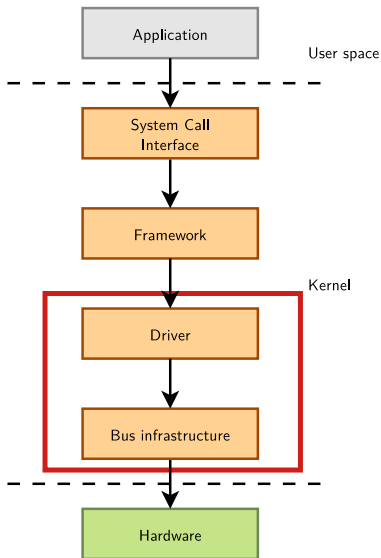 Application
User space
System Call
Interface
Framework
Kernel
Driver
Bus infrastructure
Hardware